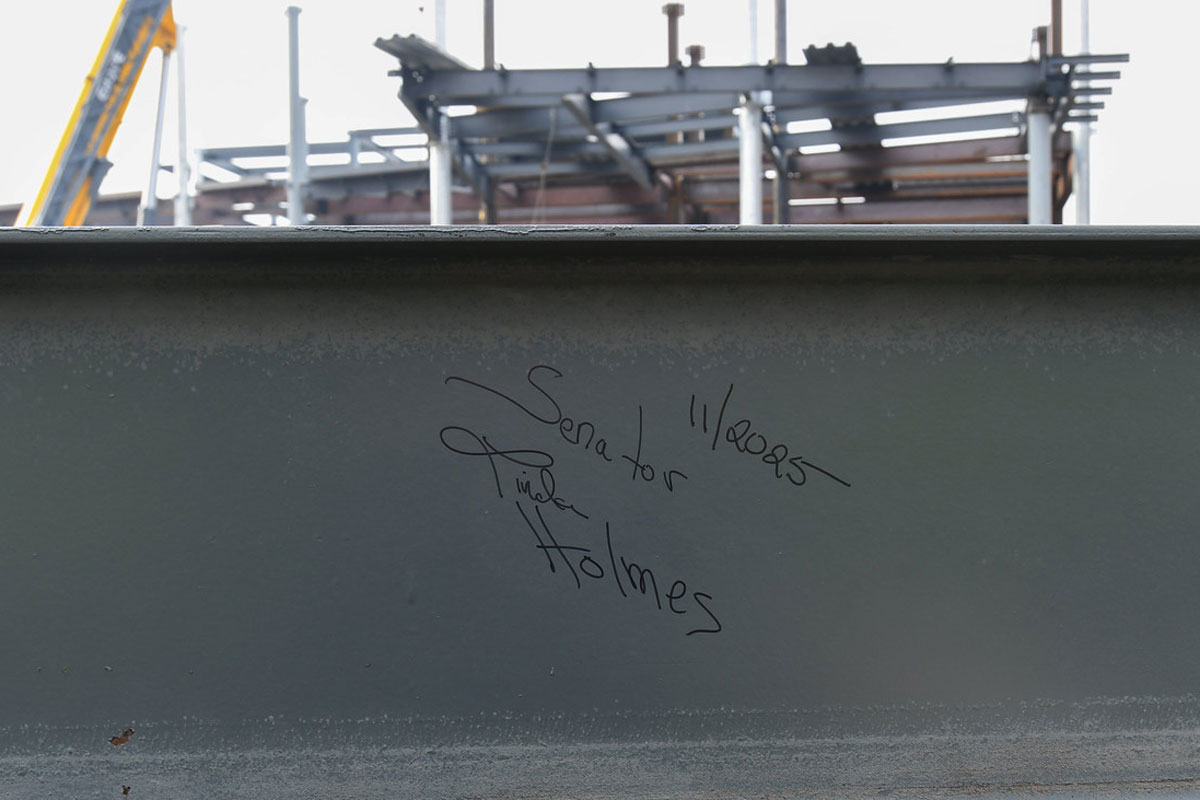 Senator 11/2025
Linda
Holmes